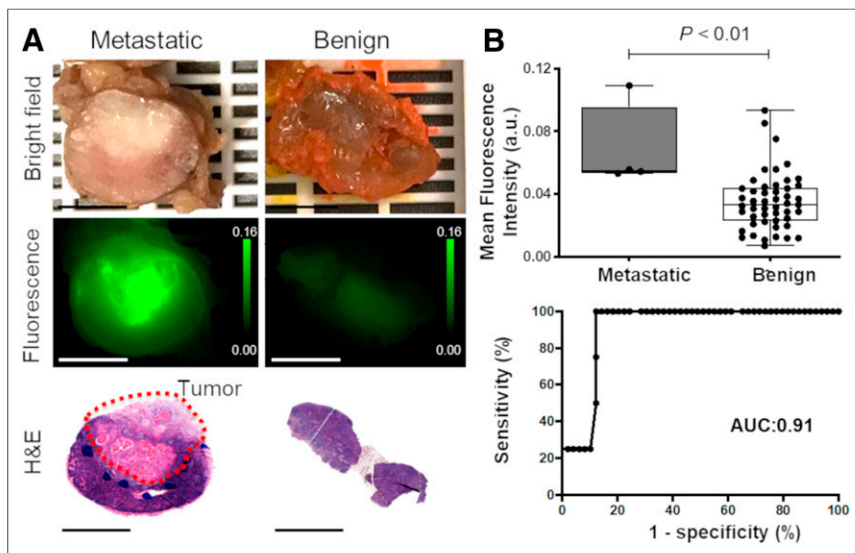 A
Metastatic
Benign
Bright field
Fluorescence
0.16
0.00
0.16
0.00
H&E
Tumor
B
P < 0.01
Mean Fluorescence
Intensity (a.u.)
0.12
0.08
0.04
0.00
Metastatic
Benign
Sensitivity (%)
100
80
60
40
20
0
AUC:0.91
0
20
40
60
80
100
1 - specificity (%)